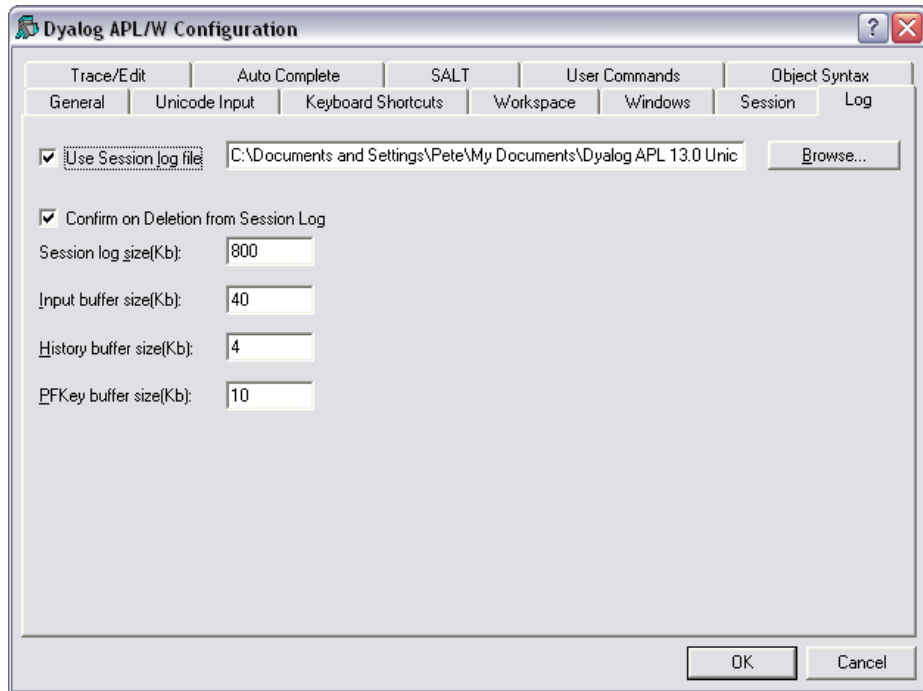 Dyalog APL/W Configuration
Trace/Edit Auto Complete SALT User Commands Object Syntax
General Unicode Input Keyboard Shortcuts Workspace Windows Session Log
Use Session log file C:\Documents and Settings\Pete\My Documents\Dyalog APL 13.0 Unic Browse...
Confirm on Deletion from Session Log
Session log size(Kb): 800
Input buffer size(Kb): 40
History buffer size(Kb): 4
PFKey buffer size(Kb): 10
OK Cancel